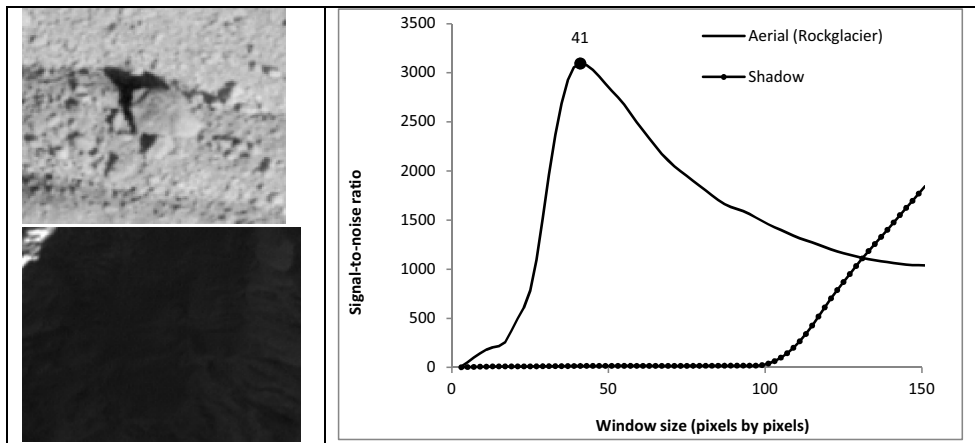 3500
3000
2500
2000
1500
1000
500
0
Signal-to-noise ratio
41
Aerial (Rockglacier)
Shadow
0 50 100 150
Window size (pixels by pixels)